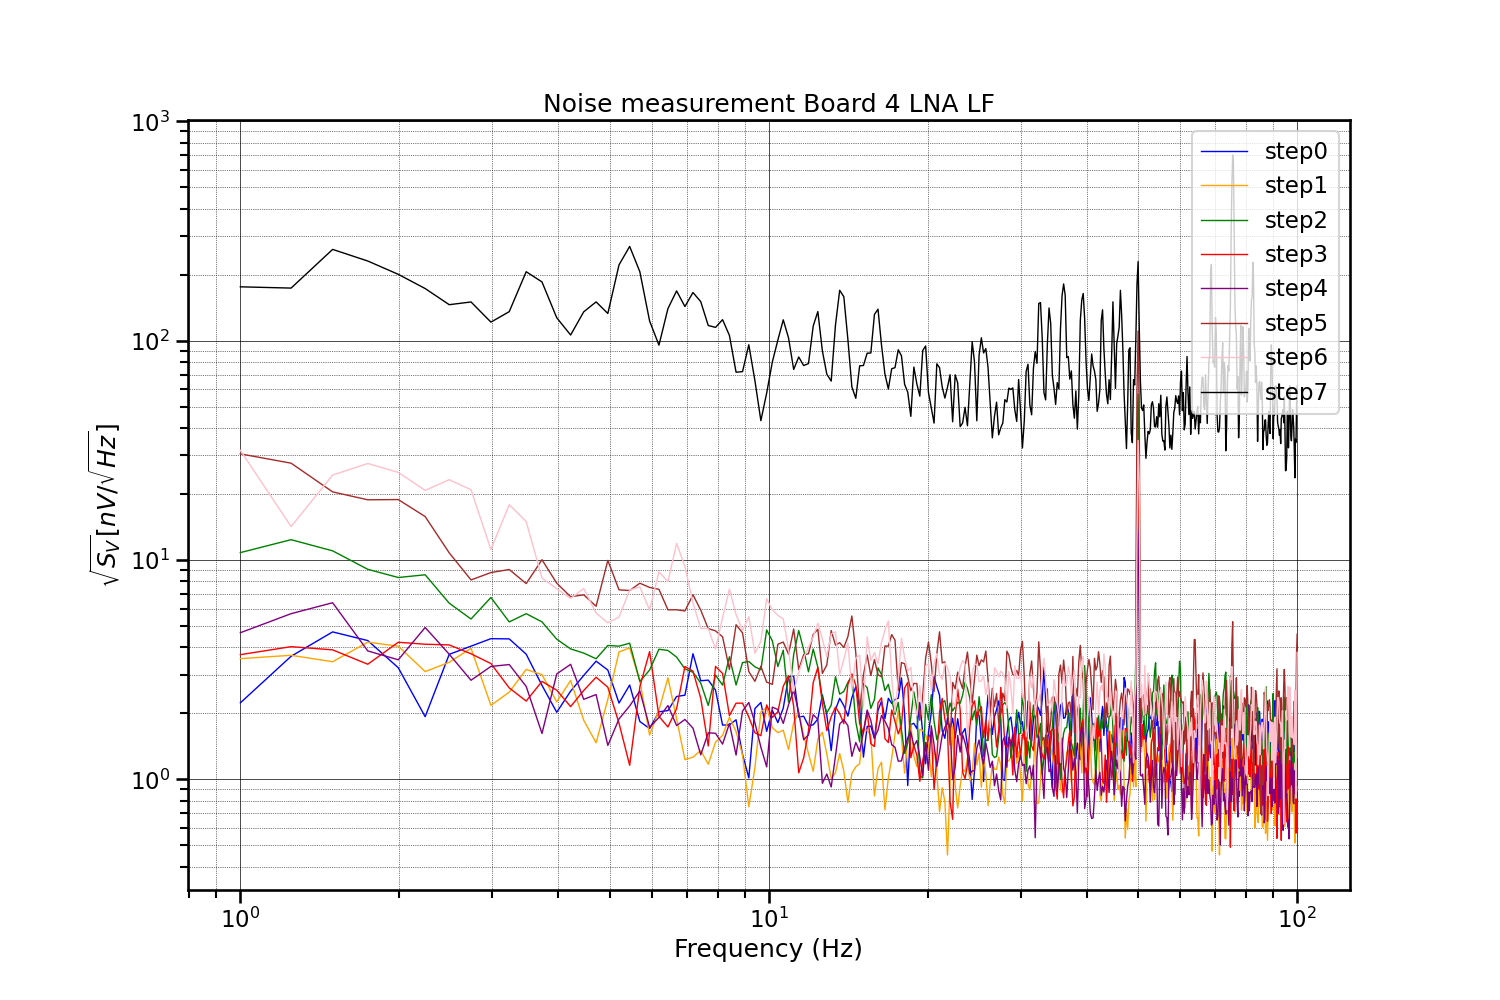 Noise measurement Board 4 LNA LF
10³
10²
10¹
10⁰
√S_V [nV/√Hz]
step0
step1
step2
step3
step4
step5
step6
step7
10⁰ 10¹ 10²
Frequency (Hz)